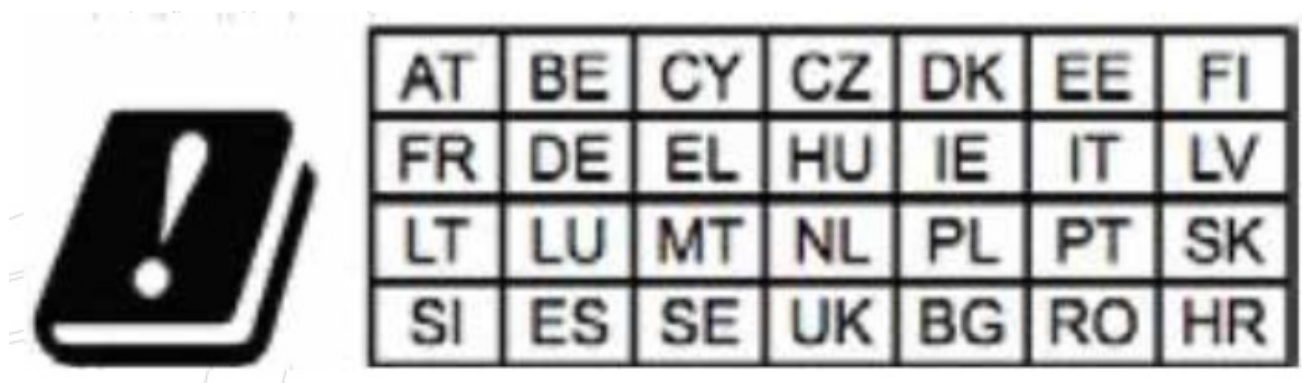 AT BE CY CZ DK EE FI
FR DE EL HU IE IT LV
LT LU MT NL PL PT SK
SI ES SE UK BG RO HR